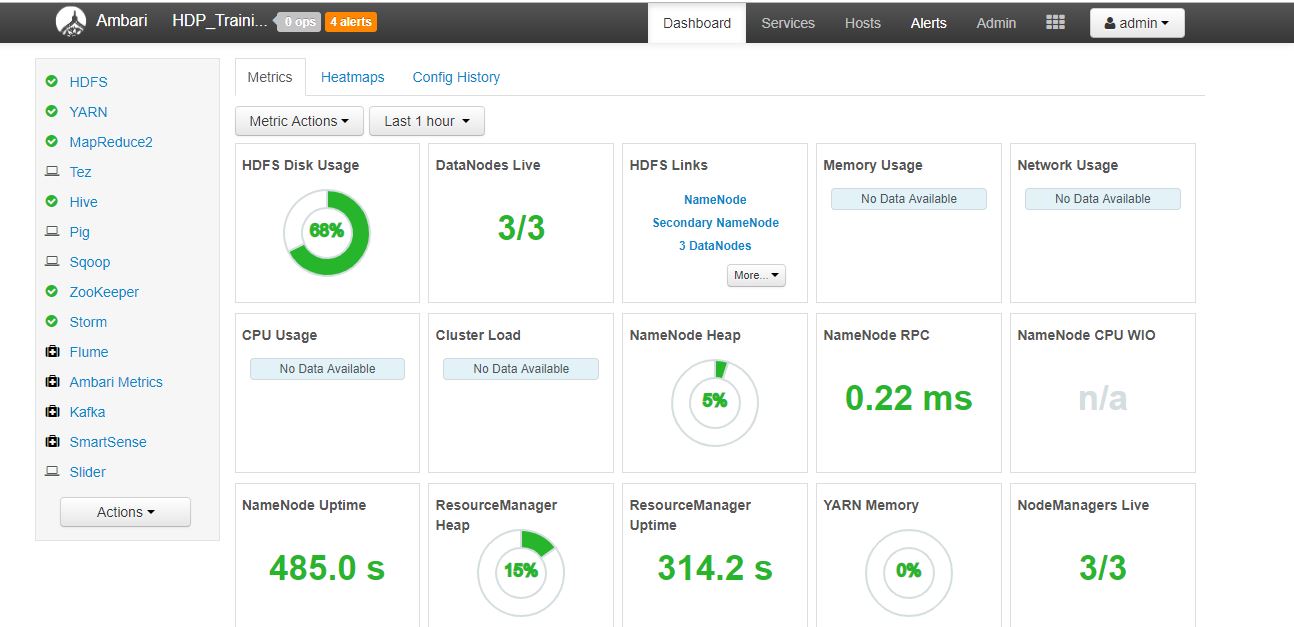 Ambari HDP_Traini... 0 ops 4 alerts Dashboard Services Hosts Alerts Admin admin
HDFS
YARN
MapReduce2
Tez
Hive
Pig
Sqoop
ZooKeeper
Storm
Flume
Ambari Metrics
Kafka
SmartSense
Slider
Actions
Metrics Heatmaps Config History
Metric Actions Last 1 hour
HDFS Disk Usage
68%
DataNodes Live
3/3
HDFS Links
NameNode
Secondary NameNode
3 DataNodes
More...
Memory Usage
No Data Available
Network Usage
No Data Available
CPU Usage
No Data Available
Cluster Load
No Data Available
NameNode Heap
5%
NameNode RPC
0.22 ms
NameNode CPU WIO
n/a
NameNode Uptime
485.0 s
ResourceManager
Heap
15%
ResourceManager
Uptime
314.2 s
YARN Memory
0%
NodeManagers Live
3/3